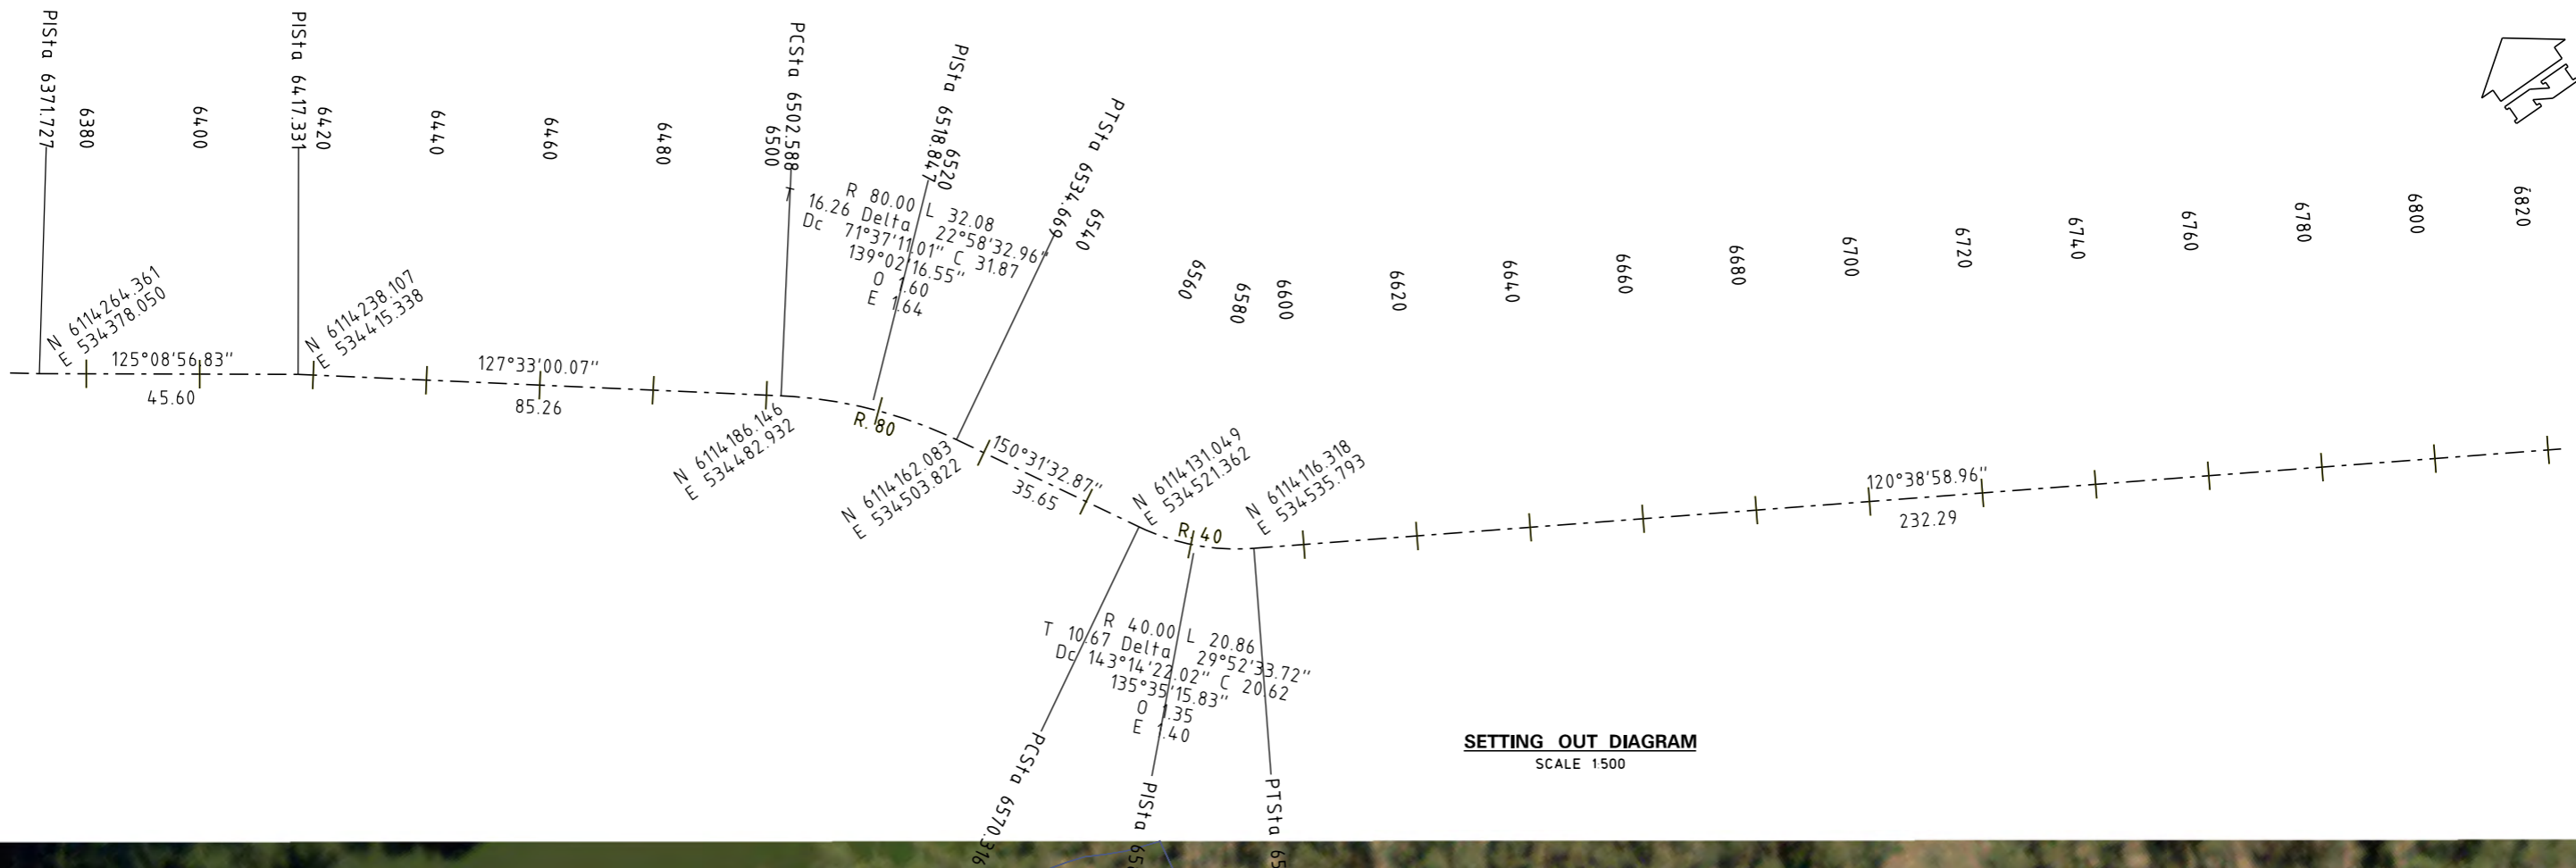 PISta 6371.727
6380
6400
PISta 6417.331
6420
6440
6460
6480
6500
PCSta 6502.588
PISta 6518.847
6520
PTSta 6534.669
6540
6560
6580
6600
6620
6640
6660
6680
6700
6720
6740
6760
6780
6800
6820
R 80.00 L 32.08
T 16.26 Delta 22°58'32.96"
Dc 71°37'11.01" C 31.87
139°02'16.55"
O 1.60
E 1.64
N 6114264.361
E 534378.050
125°08'56.83"
45.60
N 6114238.107
E 534415.338
127°33'00.07"
85.26
N 6114186.146
E 534482.932
R. 80
N 6114162.083
E 534503.822
150°31'32.87"
35.65
N 6114131.049
E 534521.362
R. 40
N 6114116.318
E 534535.793
120°38'58.96"
232.29
R 40.00 L 20.86
T 10.67 Delta 29°52'33.72"
Dc 143°14'22.02" C 20.62
135°35'15.83"
O 1.35
E 1.40
PCSta 6570.316
PISta
PTSta
SETTING OUT DIAGRAM
SCALE 1:500